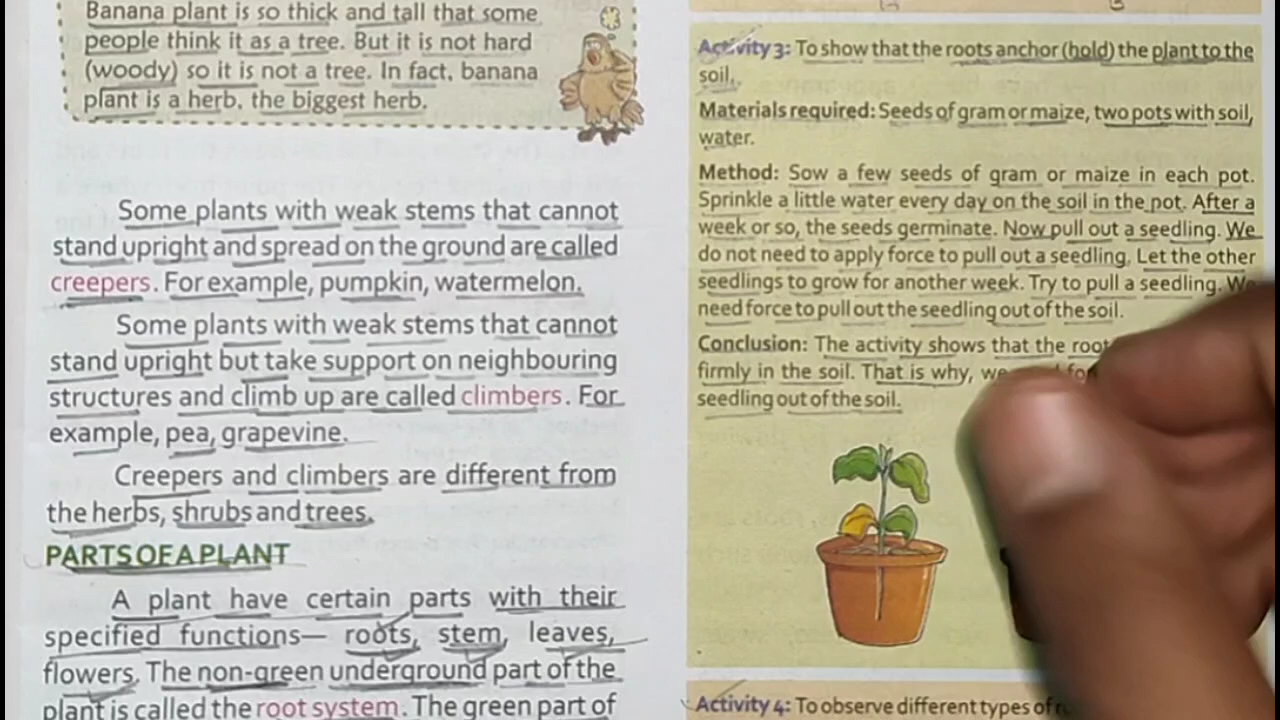 Banana plant is so thick and tall that some
people think it as a tree. But it is not hard
(woody) so it is not a tree. In fact, banana
plant is a herb, the biggest herb.
Some plants with weak stems that cannot
stand upright and spread on the ground are called
creepers. For example, pumpkin, watermelon.
Some plants with weak stems that cannot
stand upright but take support on neighbouring
structures and climb up are called climbers. For
example, pea, grapevine.
Creepers and climbers are different from
the herbs, shrubs and trees.
PARTS OF A PLANT
A plant have certain parts with their
specified functions— roots, stem, leaves,
flowers. The non-green underground part of the
plant is called the root system. The green part of
Activity 3: To show that the roots anchor (hold) the plant to the
soil.
Materials required: Seeds of gram or maize, two pots with soil,
water.
Method: Sow a few seeds of gram or maize in each pot.
Sprinkle a little water every day on the soil in the pot. After a
week or so, the seeds germinate. Now pull out a seedling. We
do not need to apply force to pull out a seedling. Let the other
seedlings to grow for another week. Try to pull a seedling. We
need force to pull out the seedling out of the soil.
Conclusion: The activity shows that the
firmly in the soil. That is why, we
seedling out of the soil.
Activity 4: To observe different types of